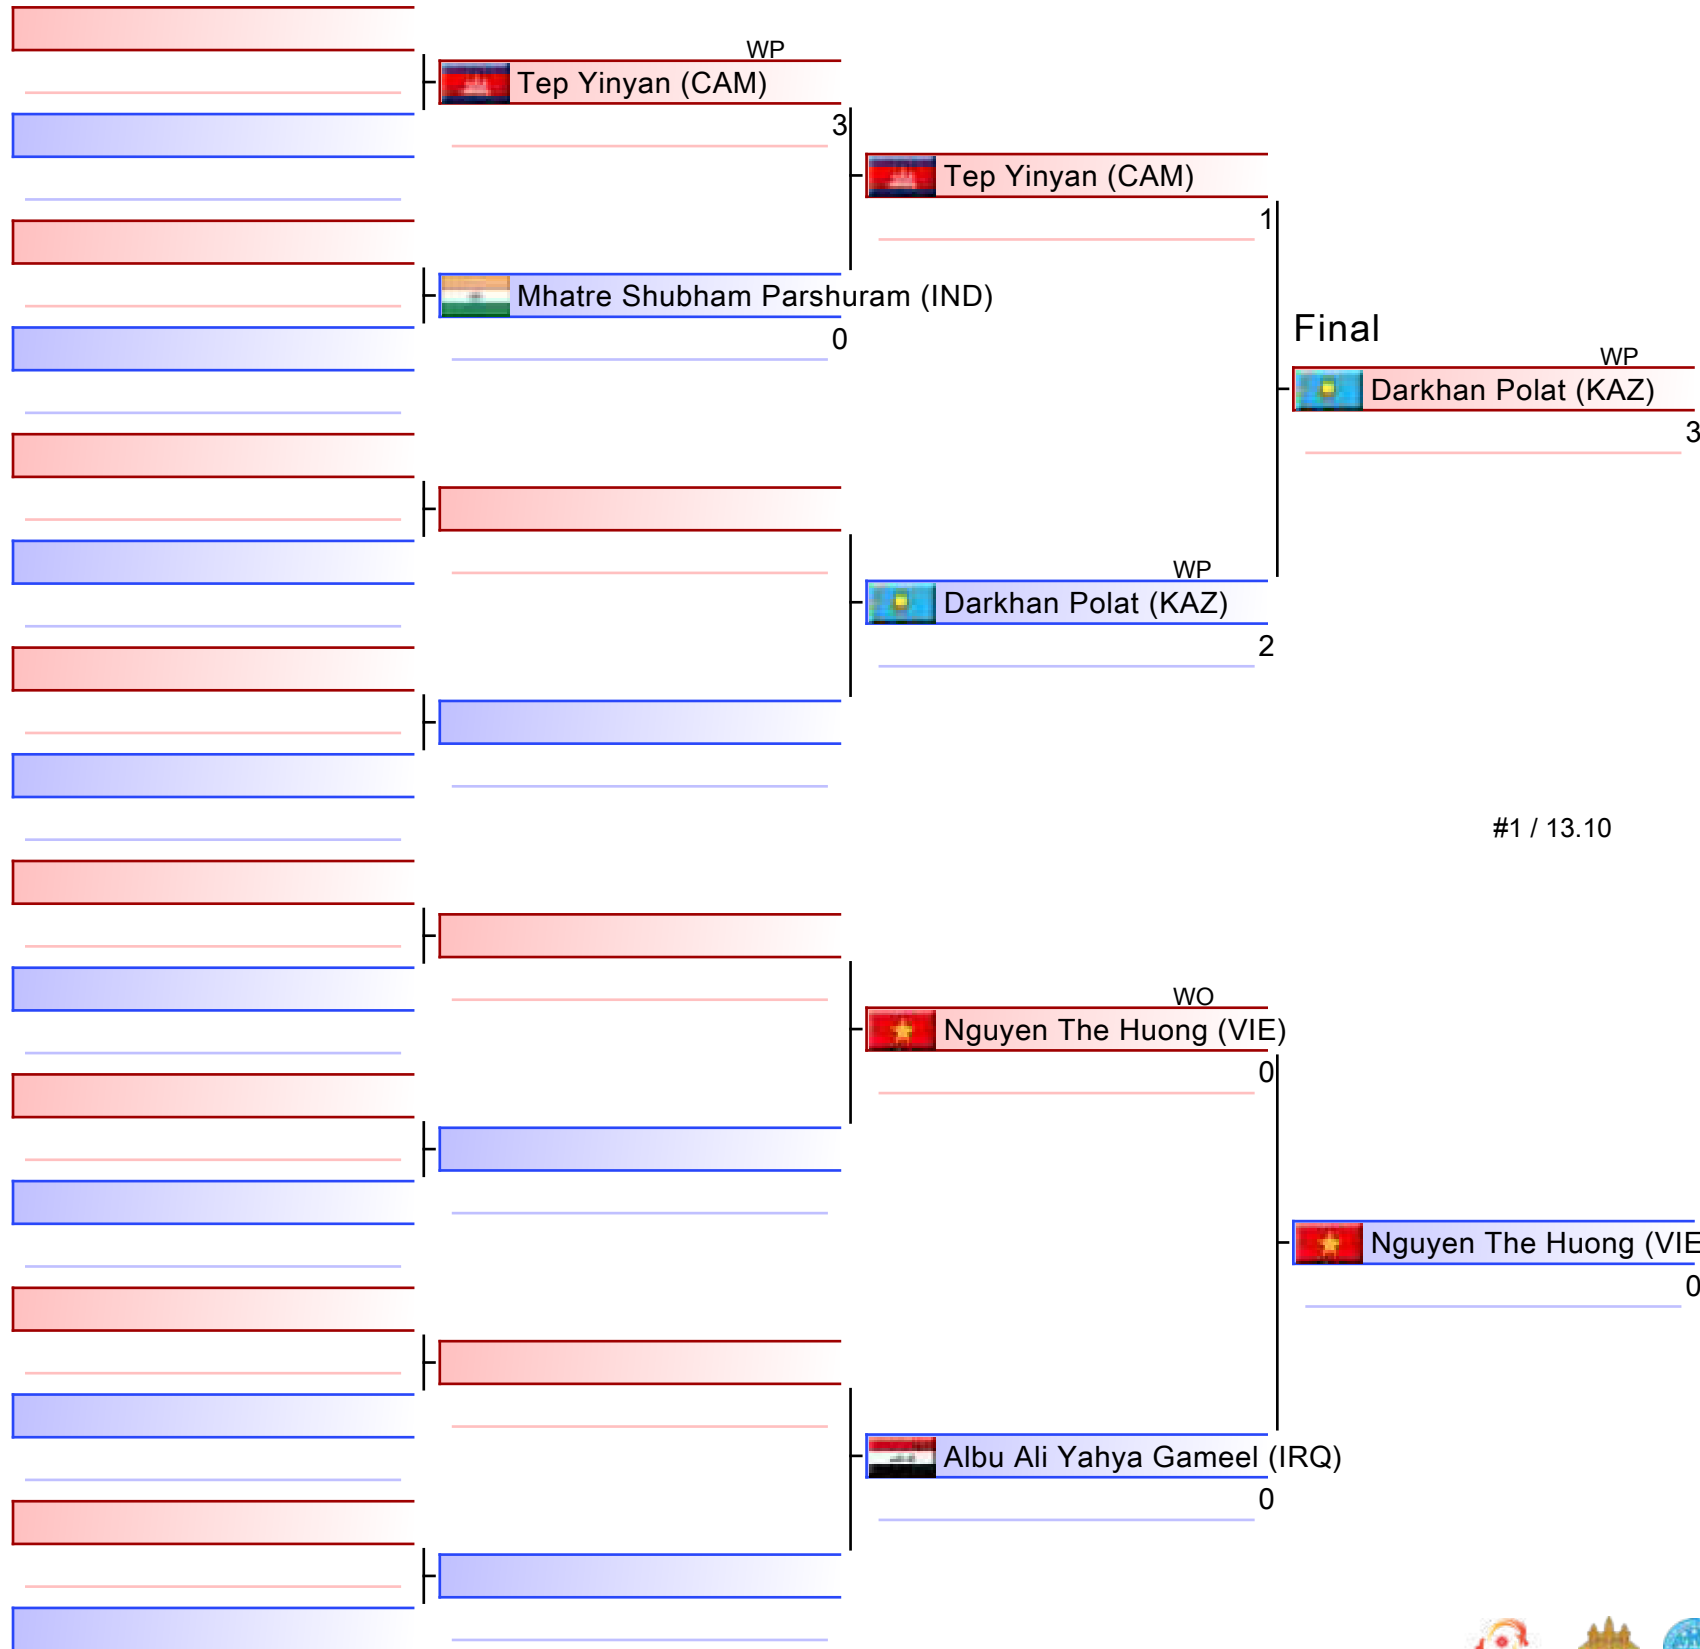 WP
Tep Yinyan (CAM)
3
Tep Yinyan (CAM)
1
Mhatre Shubham Parshuram (IND)
0
Final
WP
Darkhan Polat (KAZ)
3
WP
Darkhan Polat (KAZ)
2
#1 / 13.10
WO
Nguyen The Huong (VIE)
0
Nguyen The Huong (VIE
0
Albu Ali Yahya Gameel (IRQ)
0